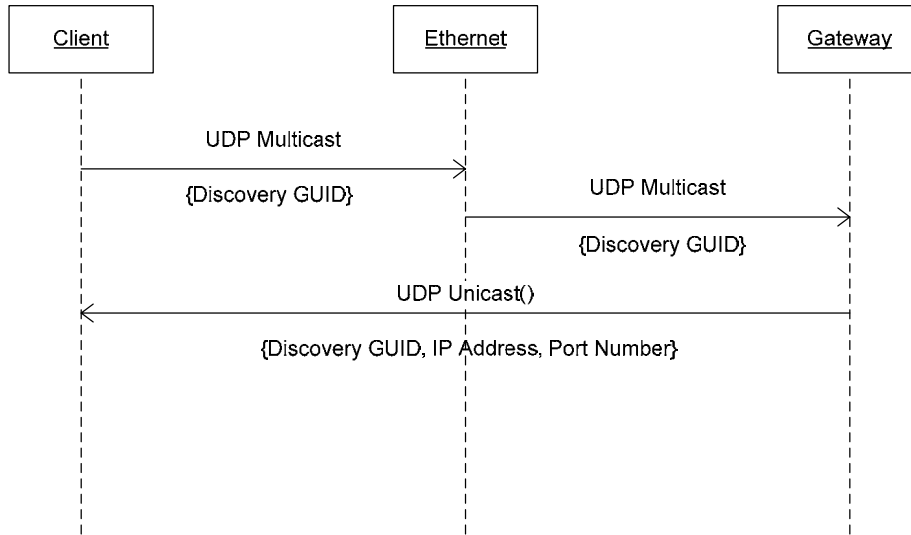 Client
Ethernet
Gateway
UDP Multicast
{Discovery GUID}
UDP Multicast
{Discovery GUID}
UDP Unicast()
{Discovery GUID, IP Address, Port Number}